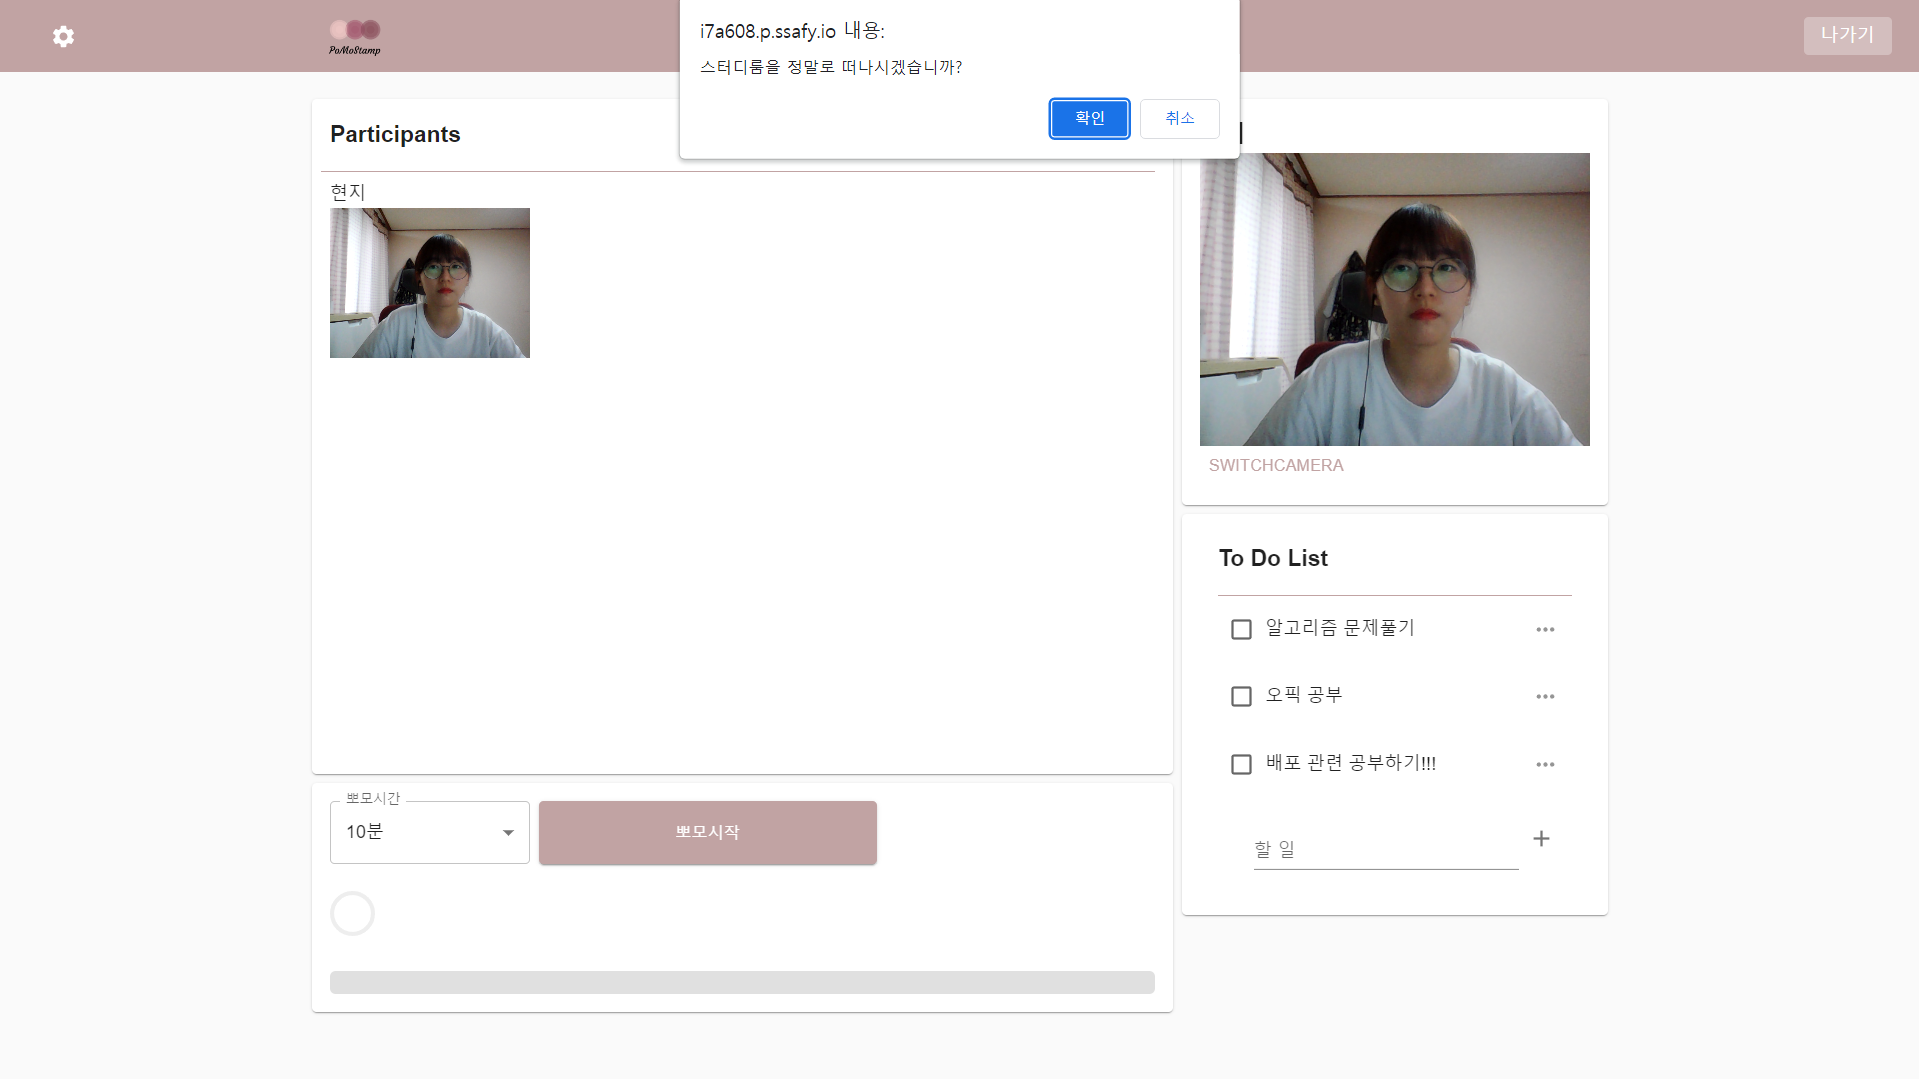 PoMoStamp
나가기
i7a608.p.ssafy.io 내용:
스터디룸을 정말로 떠나시겠습니까?
확인
취소
Participants
현지
SWITCHCAMERA
To Do List
알고리즘 문제풀기
오픽 공부
배포 관련 공부하기!!!
할 일
뽀모시간
10분
뽀모시작